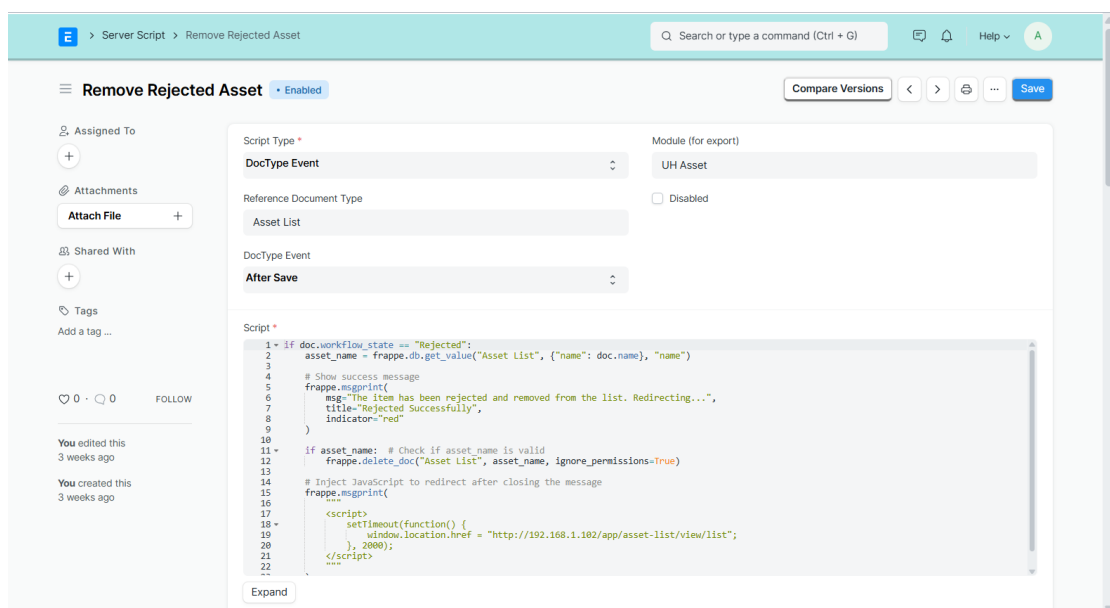 E > Server Script > Remove Rejected Asset
Search or type a command (Ctrl + G)
Help
A
Remove Rejected Asset
• Enabled
Compare Versions
< > ...
Save
Assigned To
+
Attachments
Attach File +
Shared With
+
Tags
Add a tag ...
0 · 0 FOLLOW
You edited this
3 weeks ago
You created this
3 weeks ago
Script Type *
DocType Event
Module (for export)
UH Asset
Reference Document Type
Asset List
Disabled
DocType Event
After Save
Script *
1 if doc.workflow_state == "Rejected":
2 asset_name = frappe.db.get_value("Asset List", {"name": doc.name}, "name")
3
4 # Show success message
5 frappe.msgprint(
6 msg="The item has been rejected and removed from the list. Redirecting...",
7 title="Rejected Successfully",
8 indicator="red"
9 )
10
11 if asset_name: # Check if asset_name is valid
12 frappe.delete_doc("Asset List", asset_name, ignore_permissions=True)
13
14 # Inject JavaScript to redirect after closing the message
15 frappe.msgprint(
16 """
17 <script>
18 setTimeout(function() {
19 window.location.href = "http://192.168.1.102/app/asset-list/view/list";
20 }, 2000);
21 </script>
22 """
Expand